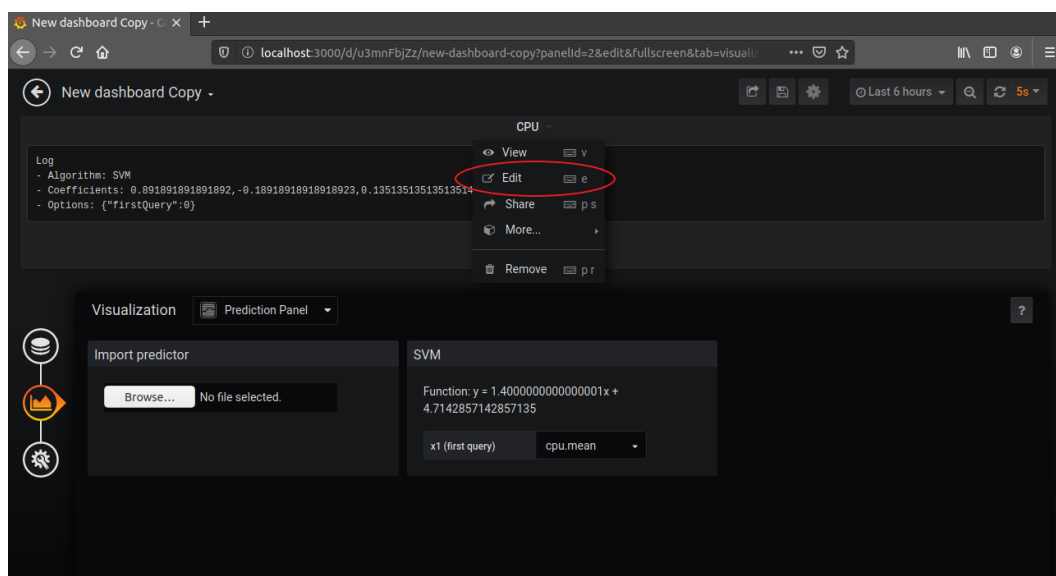 New dashboard Copy - G
localhost:3000/d/u3mnFbjZz/new-dashboard-copy?panelId=2&edit&fullscreen&tab=visuali
New dashboard Copy
Last 6 hours
5s
CPU
Log
- Algorithm: SVM
- Coefficients: 0.891891891891892,-0.18918918918918923,0.13513513513513514
- Options: {"firstQuery":0}
View v
Edit e
Share p s
More...
Remove p r
Visualization Prediction Panel ?
Import predictor
Browse... No file selected.
SVM
Function: y = 1.4000000000000001x +
4.7142857142857135
x1 (first query) cpu.mean